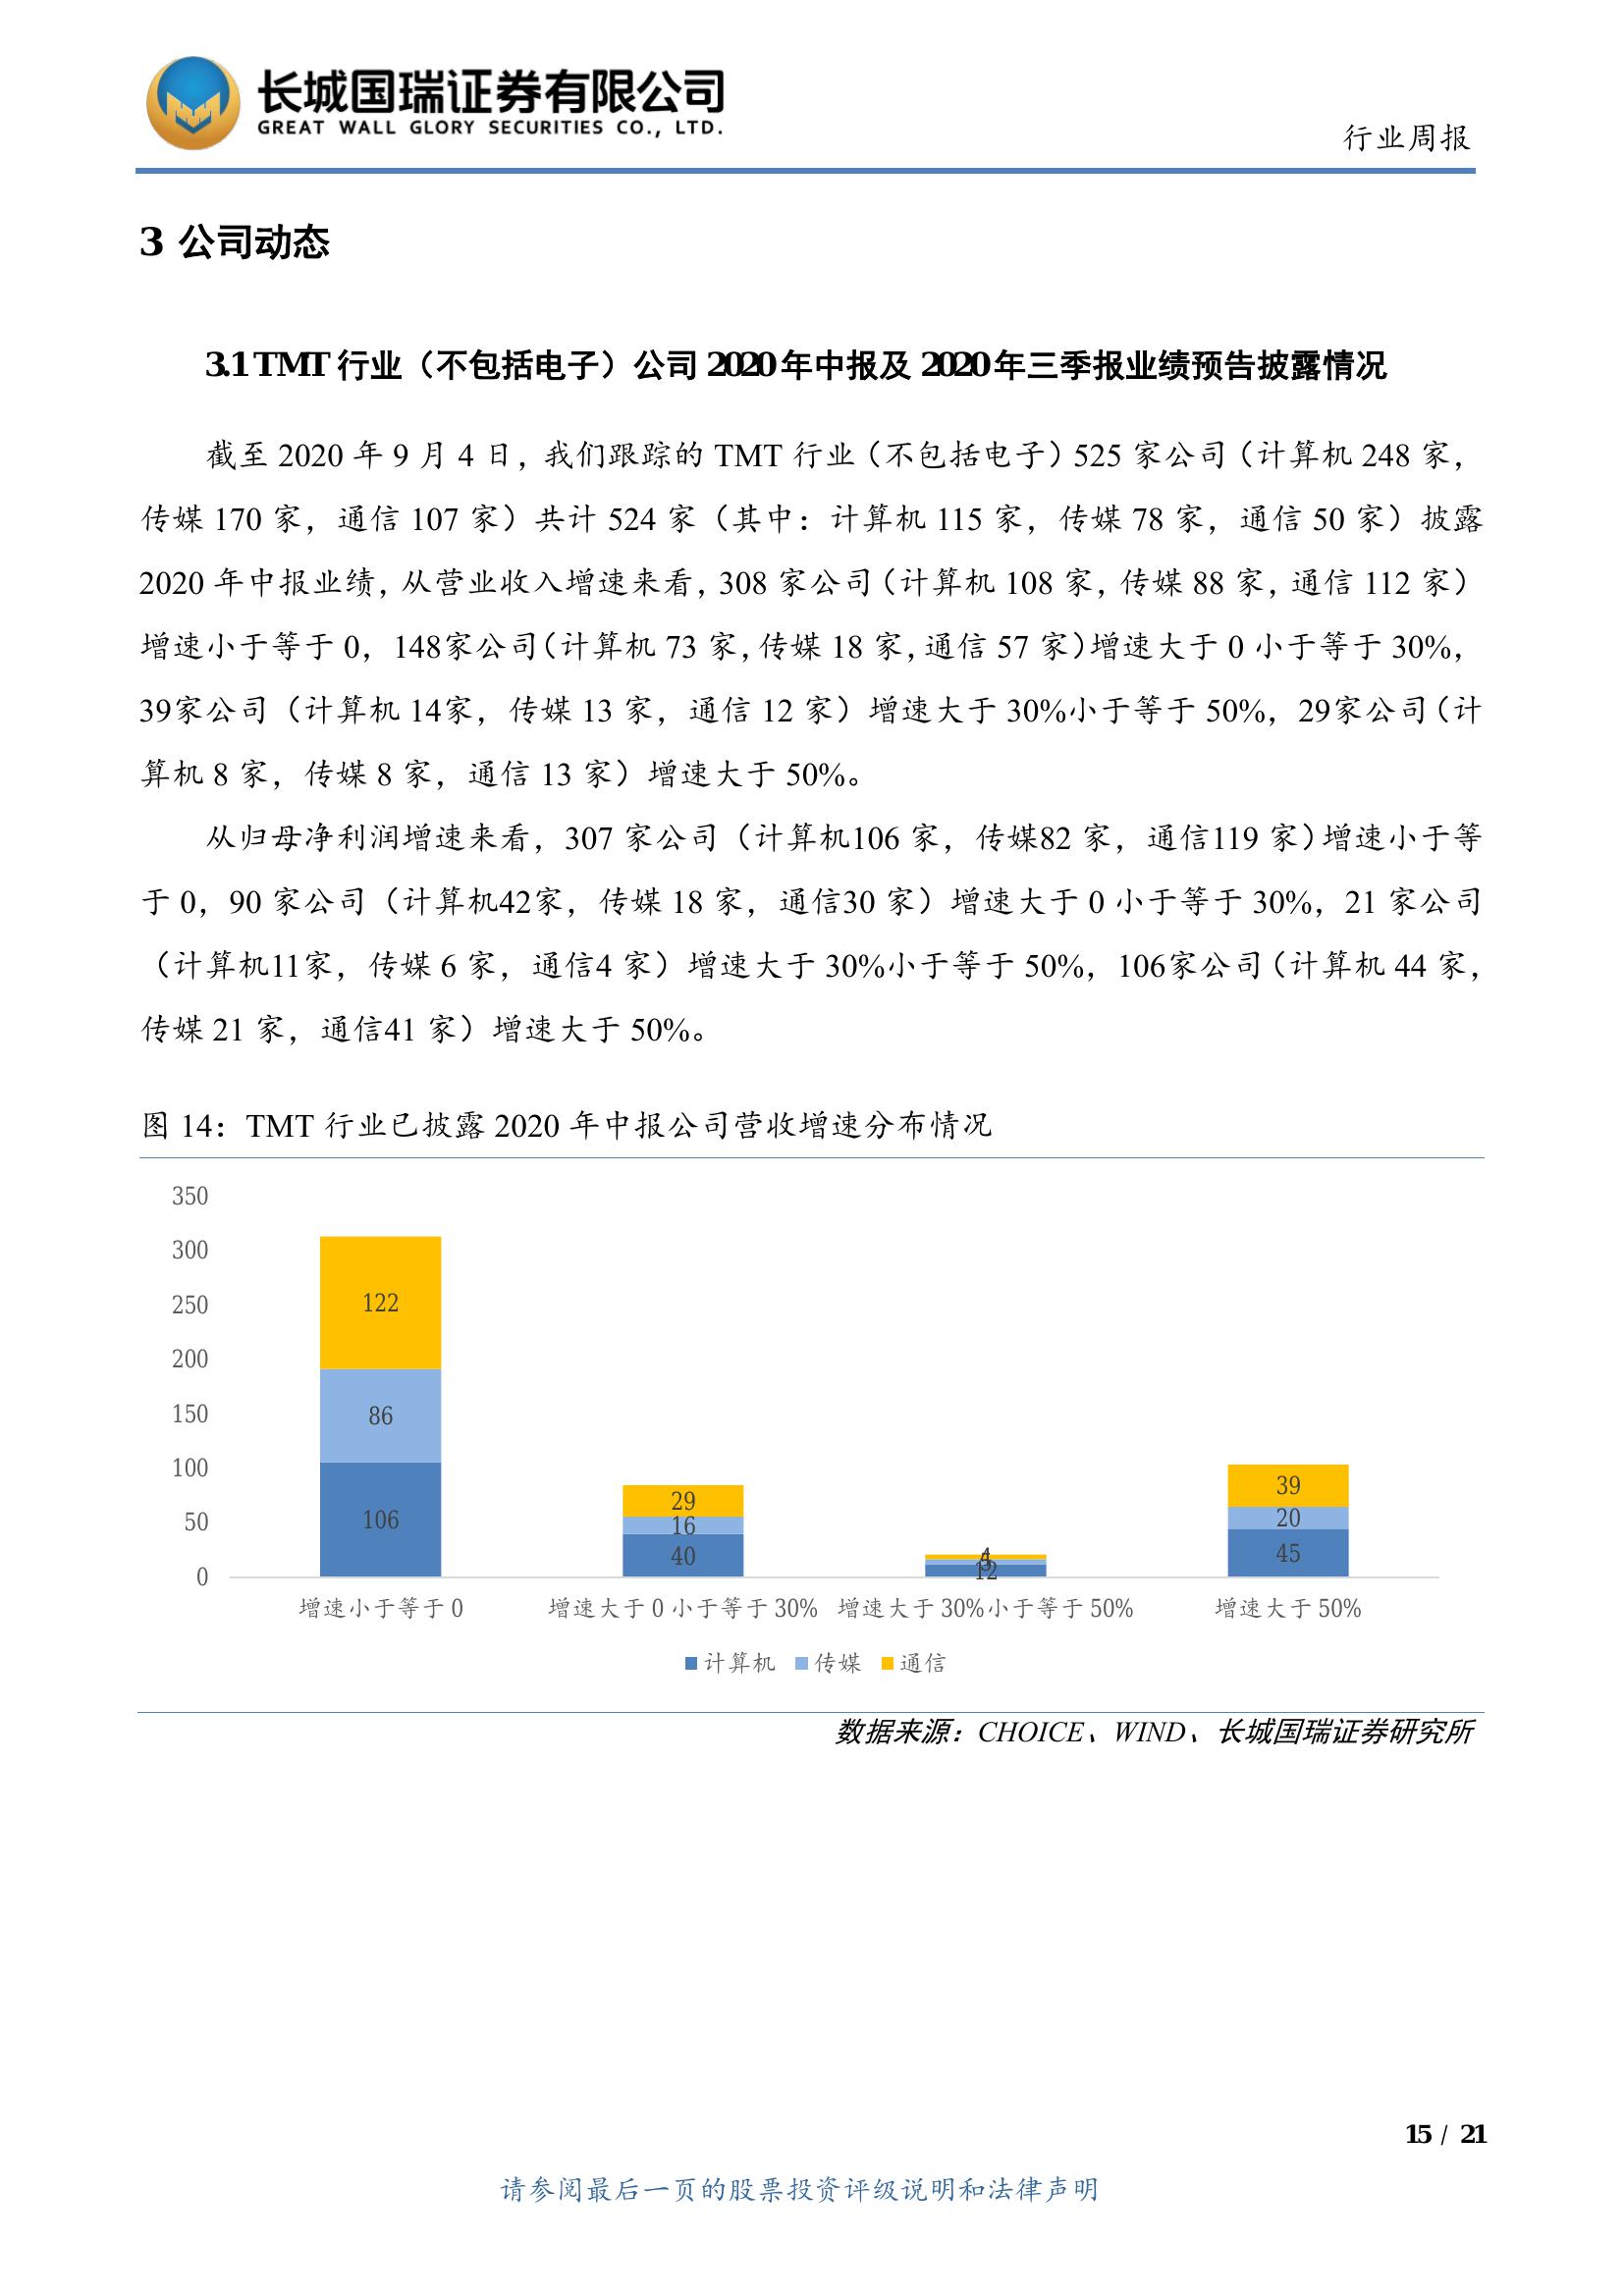 长城国瑞证券有限公司
GREAT WALL GLORY SECURITIES CO., LTD.
行业周报
3 公司动态
3.1 TMT 行业（不包括电子）公司 2020 年中报及 2020 年三季报业绩预告披露情况
截至 2020 年 9 月 4 日，我们跟踪的 TMT 行业（不包括电子）525 家公司（计算机 248 家，
传媒 170 家，通信 107 家）共计 524 家（其中：计算机 115 家，传媒 78 家，通信 50 家）披露
2020 年中报业绩，从营业收入增速来看，308 家公司（计算机 108 家，传媒 88 家，通信 112 家）
增速小于等于 0，148家公司（计算机 73 家，传媒 18 家，通信 57 家）增速大于 0 小于等于 30%，
39家公司（计算机 14家，传媒 13 家，通信 12 家）增速大于 30%小于等于 50%，29家公司（计
算机 8 家，传媒 8 家，通信 13 家）增速大于 50%。
从归母净利润增速来看，307 家公司（计算机106 家，传媒82 家，通信119 家）增速小于等
于 0，90 家公司（计算机42家，传媒 18 家，通信30 家）增速大于 0 小于等于 30%，21 家公司
（计算机11家，传媒 6 家，通信4 家）增速大于 30%小于等于 50%，106家公司（计算机 44 家，
传媒 21 家，通信41 家）增速大于 50%。
图 14：TMT 行业已披露 2020 年中报公司营收增速分布情况
350
300
250
200
150
100
50
0
122
86
106
29
16
40
4
12
39
20
45
增速小于等于 0
增速大于 0 小于等于 30%
增速大于 30%小于等于 50%
增速大于 50%
计算机 传媒 通信
数据来源：CHOICE、WIND、长城国瑞证券研究所
15 / 21
请参阅最后一页的股票投资评级说明和法律声明